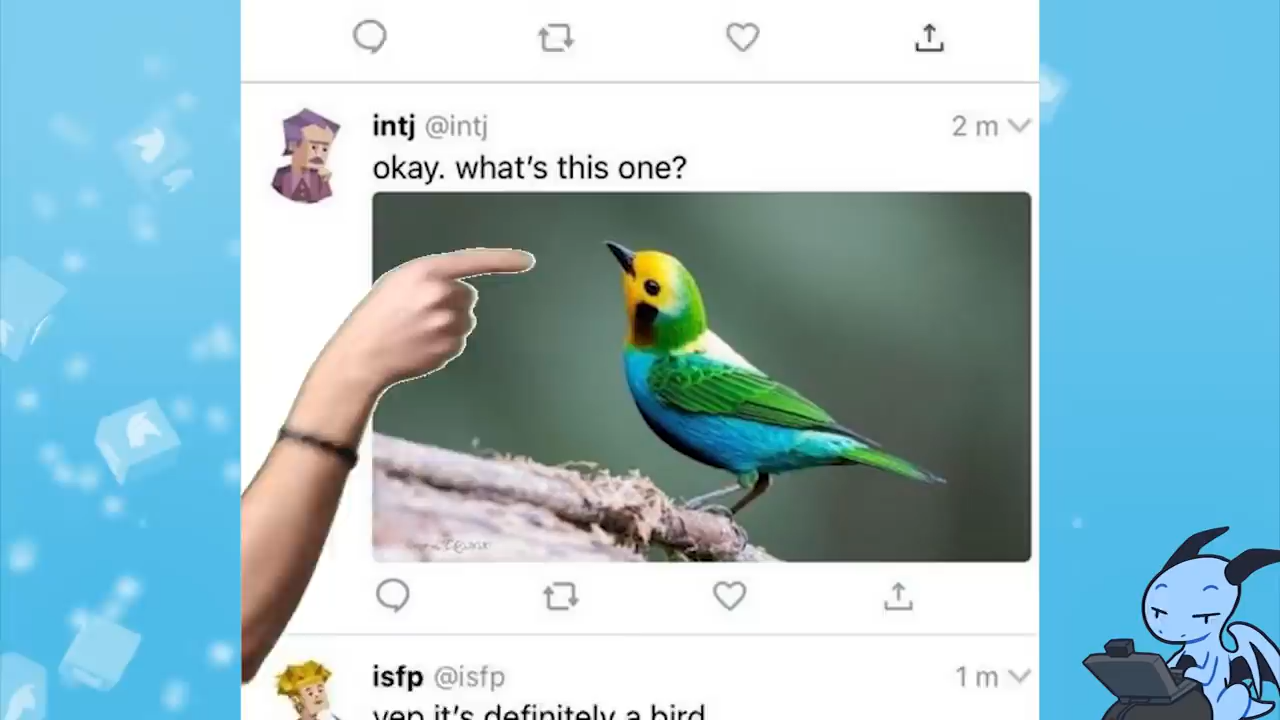 intj @intj 2 m
okay. what's this one?
isfp @isfp 1 m
yep it's definitely a bird